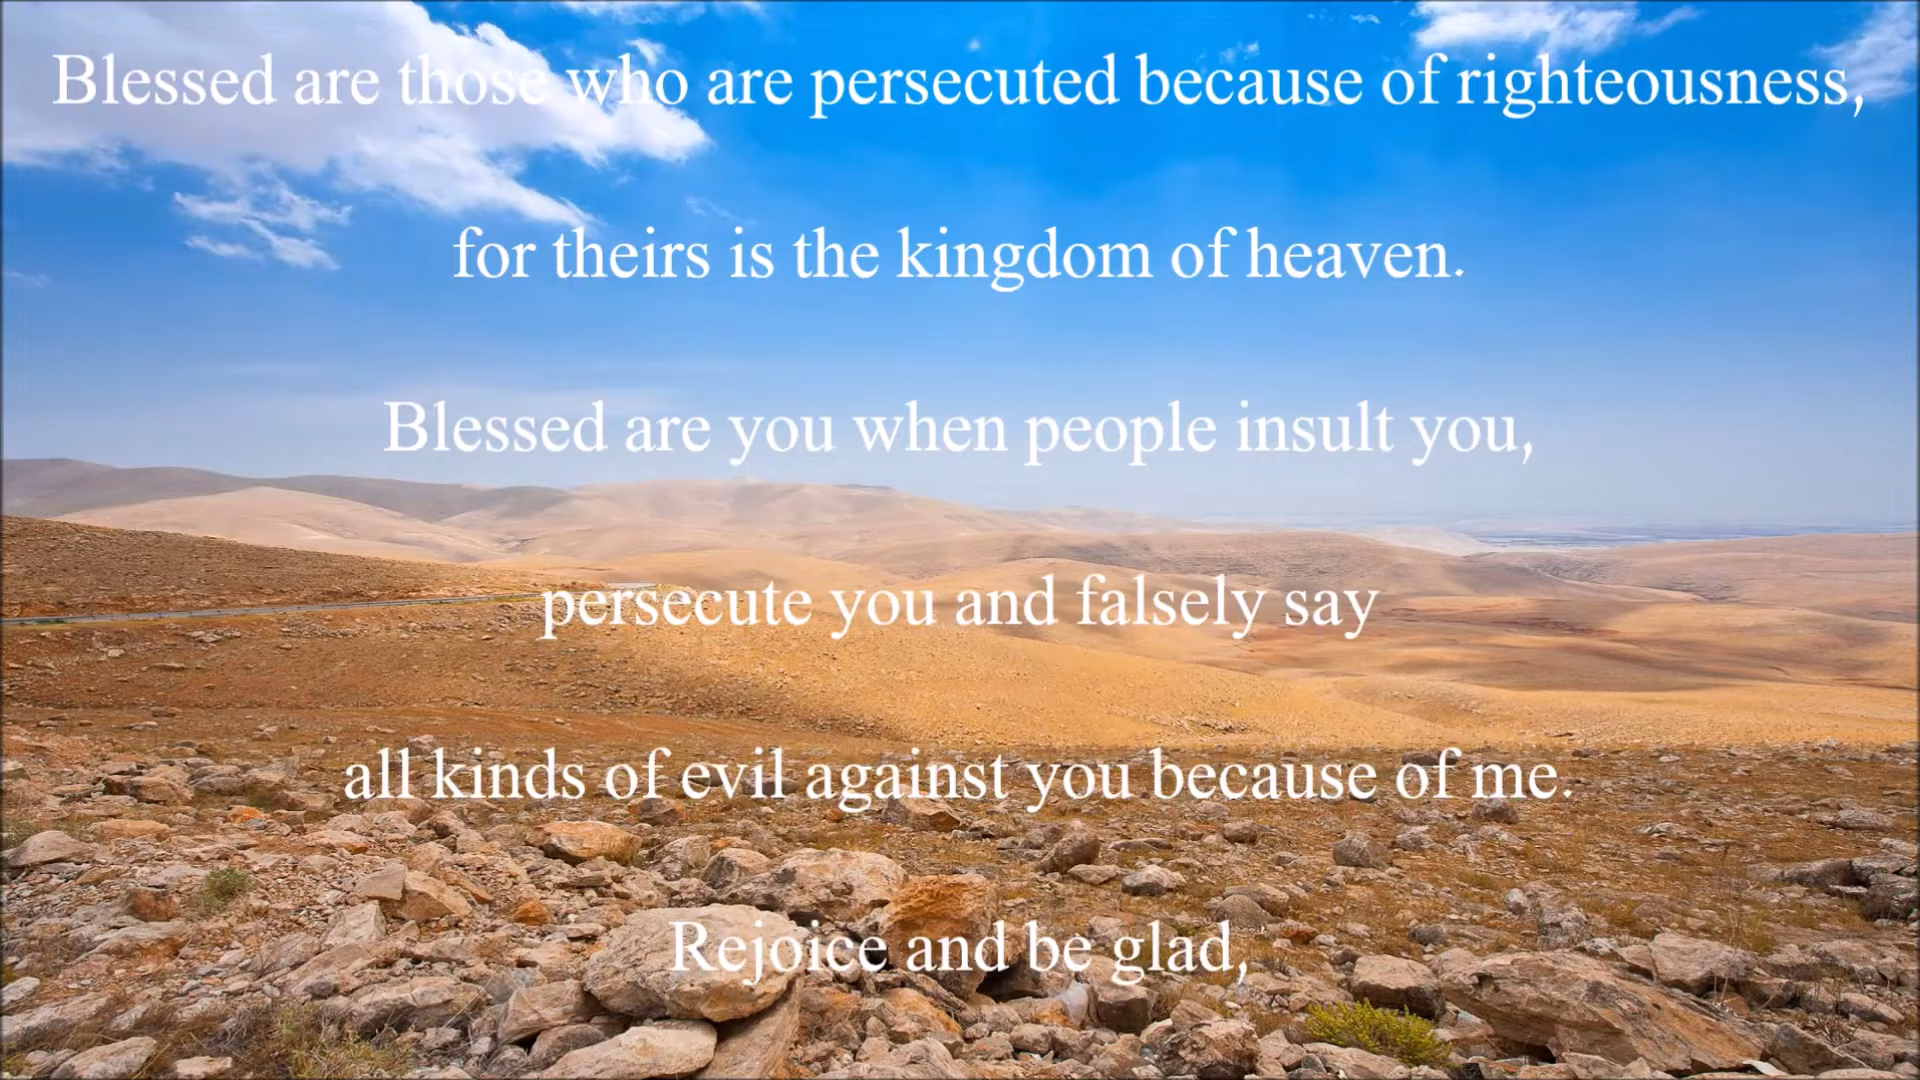 Blessed are those who are persecuted because of righteousness,
for theirs is the kingdom of heaven.
Blessed are you when people insult you,
persecute you and falsely say
all kinds of evil against you because of me.
Rejoice and be glad,